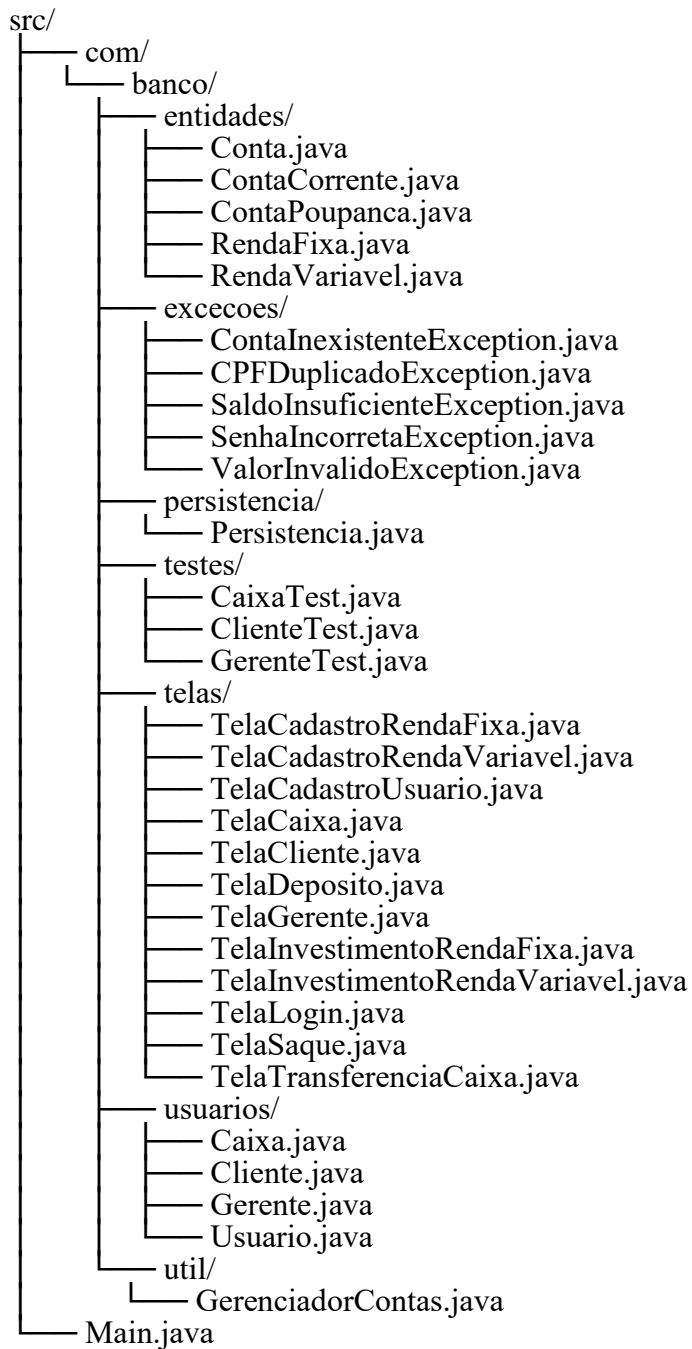 src/
com/
banco/
entidades/
Conta.java
ContaCorrente.java
ContaPoupanca.java
RendaFixa.java
RendaVariavel.java
excecoes/
ContaInexistenteException.java
CPFDuplicadoException.java
SaldoInsuficienteException.java
SenhaIncorretaException.java
ValorInvalidoException.java
persistencia/
Persistencia.java
testes/
CaixaTest.java
ClienteTest.java
GerenteTest.java
telas/
TelaCadastroRendaFixa.java
TelaCadastroRendaVariavel.java
TelaCadastroUsuario.java
TelaCaixa.java
TelaCliente.java
TelaDeposito.java
TelaGerente.java
TelaInvestimentoRendaFixa.java
TelaInvestimentoRendaVariavel.java
TelaLogin.java
TelaSaque.java
TelaTransferenciaCaixa.java
usuarios/
Caixa.java
Cliente.java
Gerente.java
Usuario.java
util/
GerenciadorContas.java
Main.java